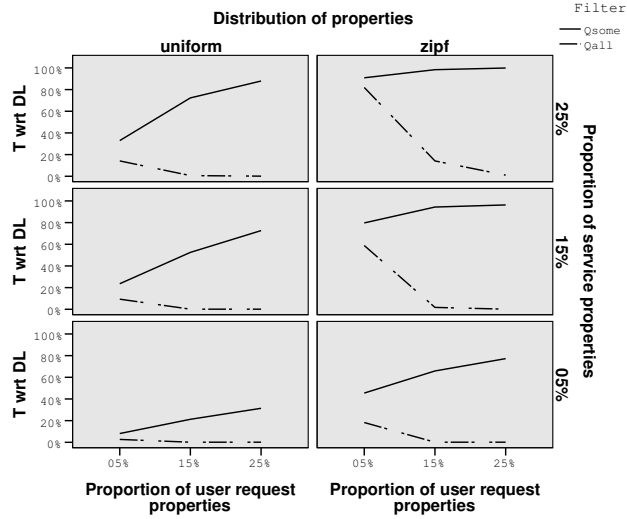 Filter
Qsome
Qall
Distribution of properties
uniform
zipf
T wrt DL
100%
80%
60%
40%
20%
0%
25%
T wrt DL
100%
80%
60%
40%
20%
0%
15%
T wrt DL
100%
80%
60%
40%
20%
0%
05%
Proportion of service properties
05%
15%
25%
05%
15%
25%
Proportion of user request
properties
Proportion of user request
properties